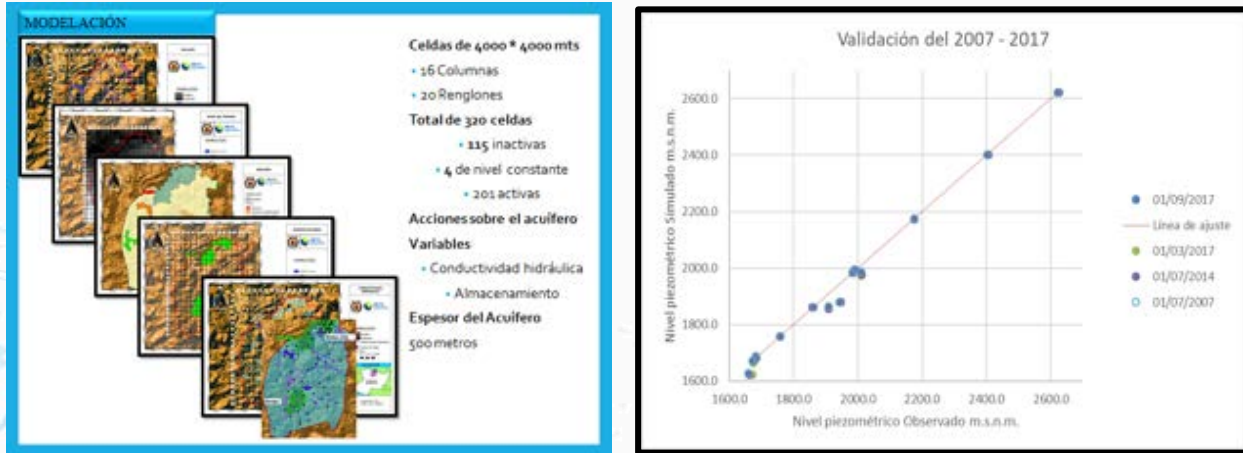 MODELACIÓN
Celdas de 4000 * 4000 mts
• 16 Columnas
• 20 Renglones
Total de 320 celdas
• 115 inactivas
• 4 de nivel constante
• 201 activas
Acciones sobre el acuífero
Variables
• Conductividad hidráulica
• Almacenamiento
Espesor del Acuífero
500 metros
Validación del 2007 - 2017
Nivel piezométrico Simulado m.s.n.m.
2600.0
2400.0
2200.0
2000.0
1800.0
1600.0
1600.0 1800.0 2000.0 2200.0 2400.0 2600.0
Nivel piezométrico Observado m.s.n.m.
01/09/2017
Línea de ajuste
01/03/2017
01/07/2014
01/07/2007